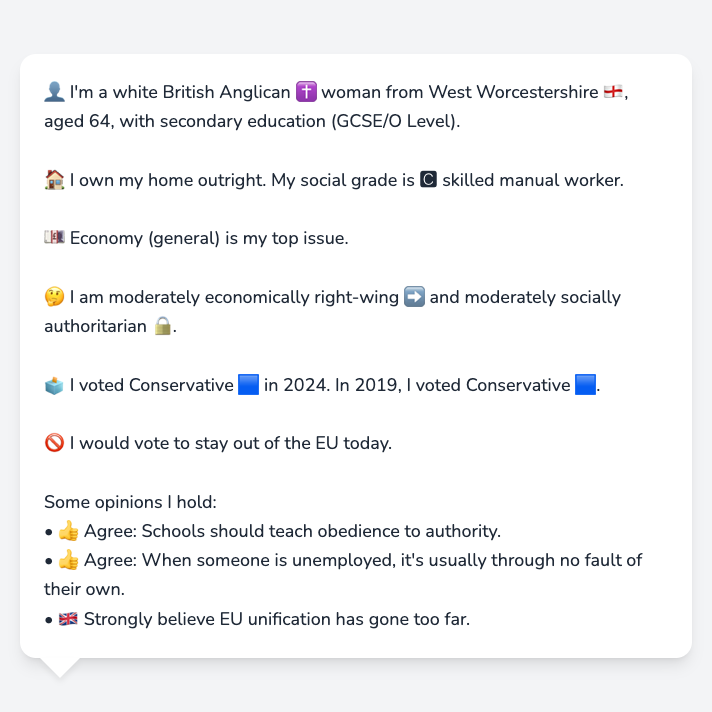 👤 I'm a white British Anglican ✝️ woman from West Worcestershire 🏴󠁧󠁢󠁥󠁮󠁧󠁿,
aged 64, with secondary education (GCSE/O Level).
🏠 I own my home outright. My social grade is 🅲 skilled manual worker.
💷 Economy (general) is my top issue.
🤔 I am moderately economically right-wing ➡️ and moderately socially
authoritarian 🔒.
🗳️ I voted Conservative 🟦 in 2024. In 2019, I voted Conservative 🟦.
🚫 I would vote to stay out of the EU today.
Some opinions I hold:
• 👍 Agree: Schools should teach obedience to authority.
• 👍 Agree: When someone is unemployed, it's usually through no fault of
their own.
• 🇬🇧 Strongly believe EU unification has gone too far.